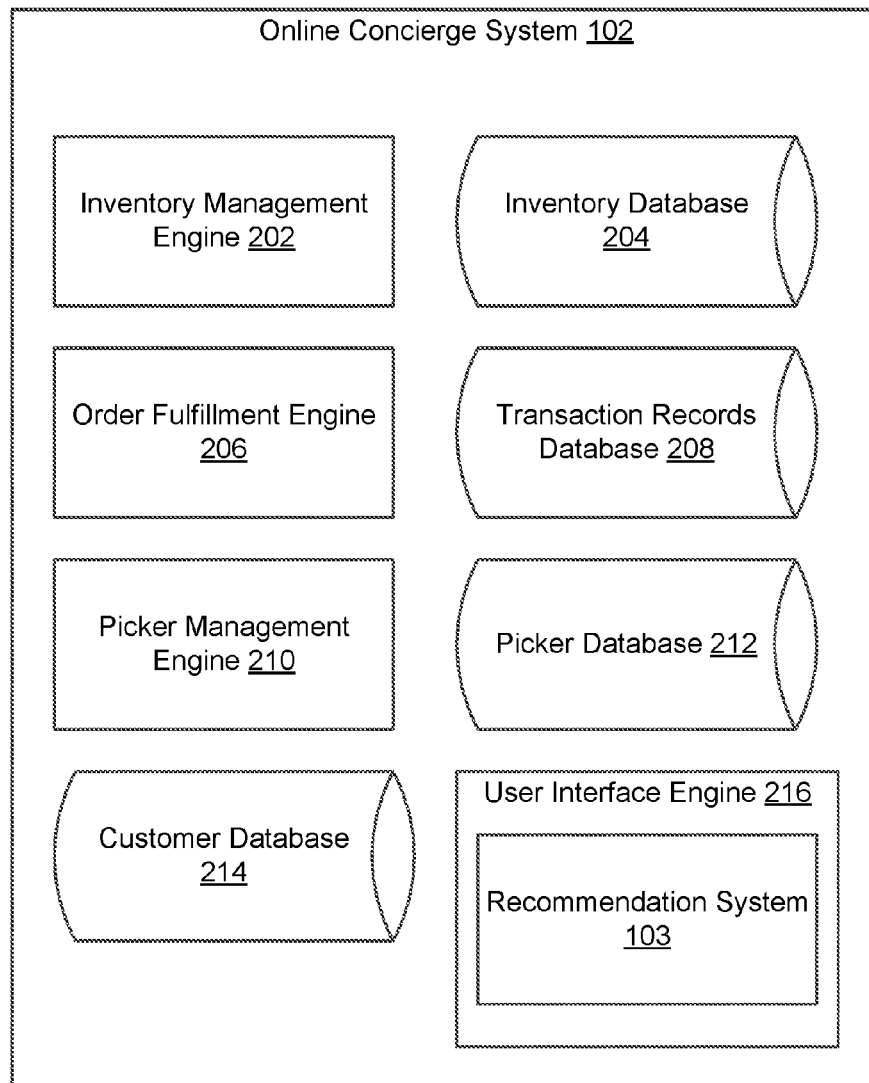 Online Concierge System 102
Inventory Management
Engine 202
Inventory Database
204
Order Fulfillment Engine
206
Transaction Records
Database 208
Picker Management
Engine 210
Picker Database 212
Customer Database
214
User Interface Engine 216
Recommendation System
103